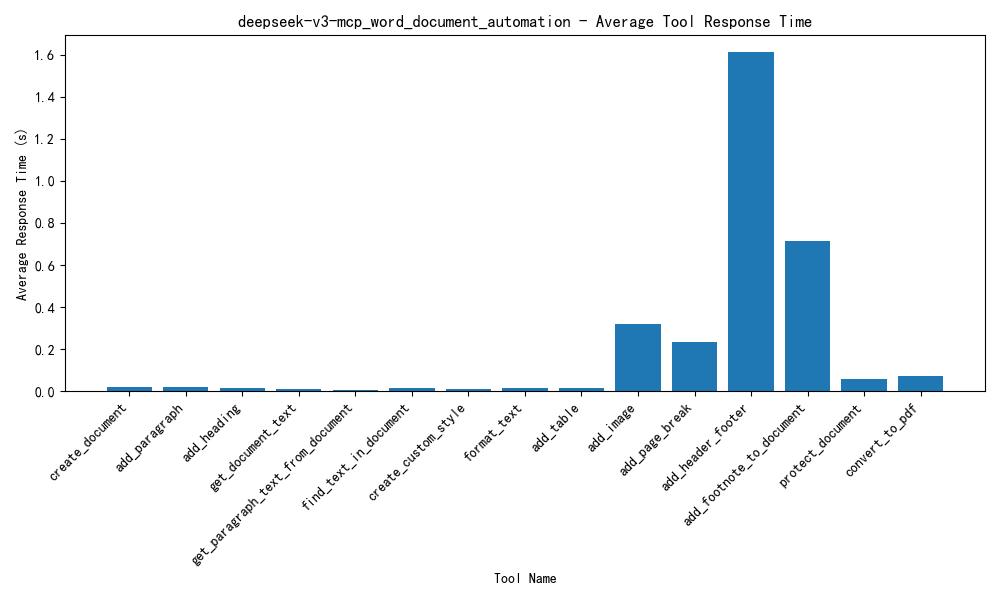 deepseek-v3-mcp_word_document_automation - Average Tool Response Time
Average Response Time (s)
1.6
1.4
1.2
1.0
0.8
0.6
0.4
0.2
0.0
create_document
add_paragraph
add_heading
get_document_text
get_paragraph_text_from_document
find_text_in_document
create_custom_style
format_text
add_table
add_image
add_page_break
add_header_footer
add_footnote_to_document
protect_document
convert_to_pdf
Tool Name